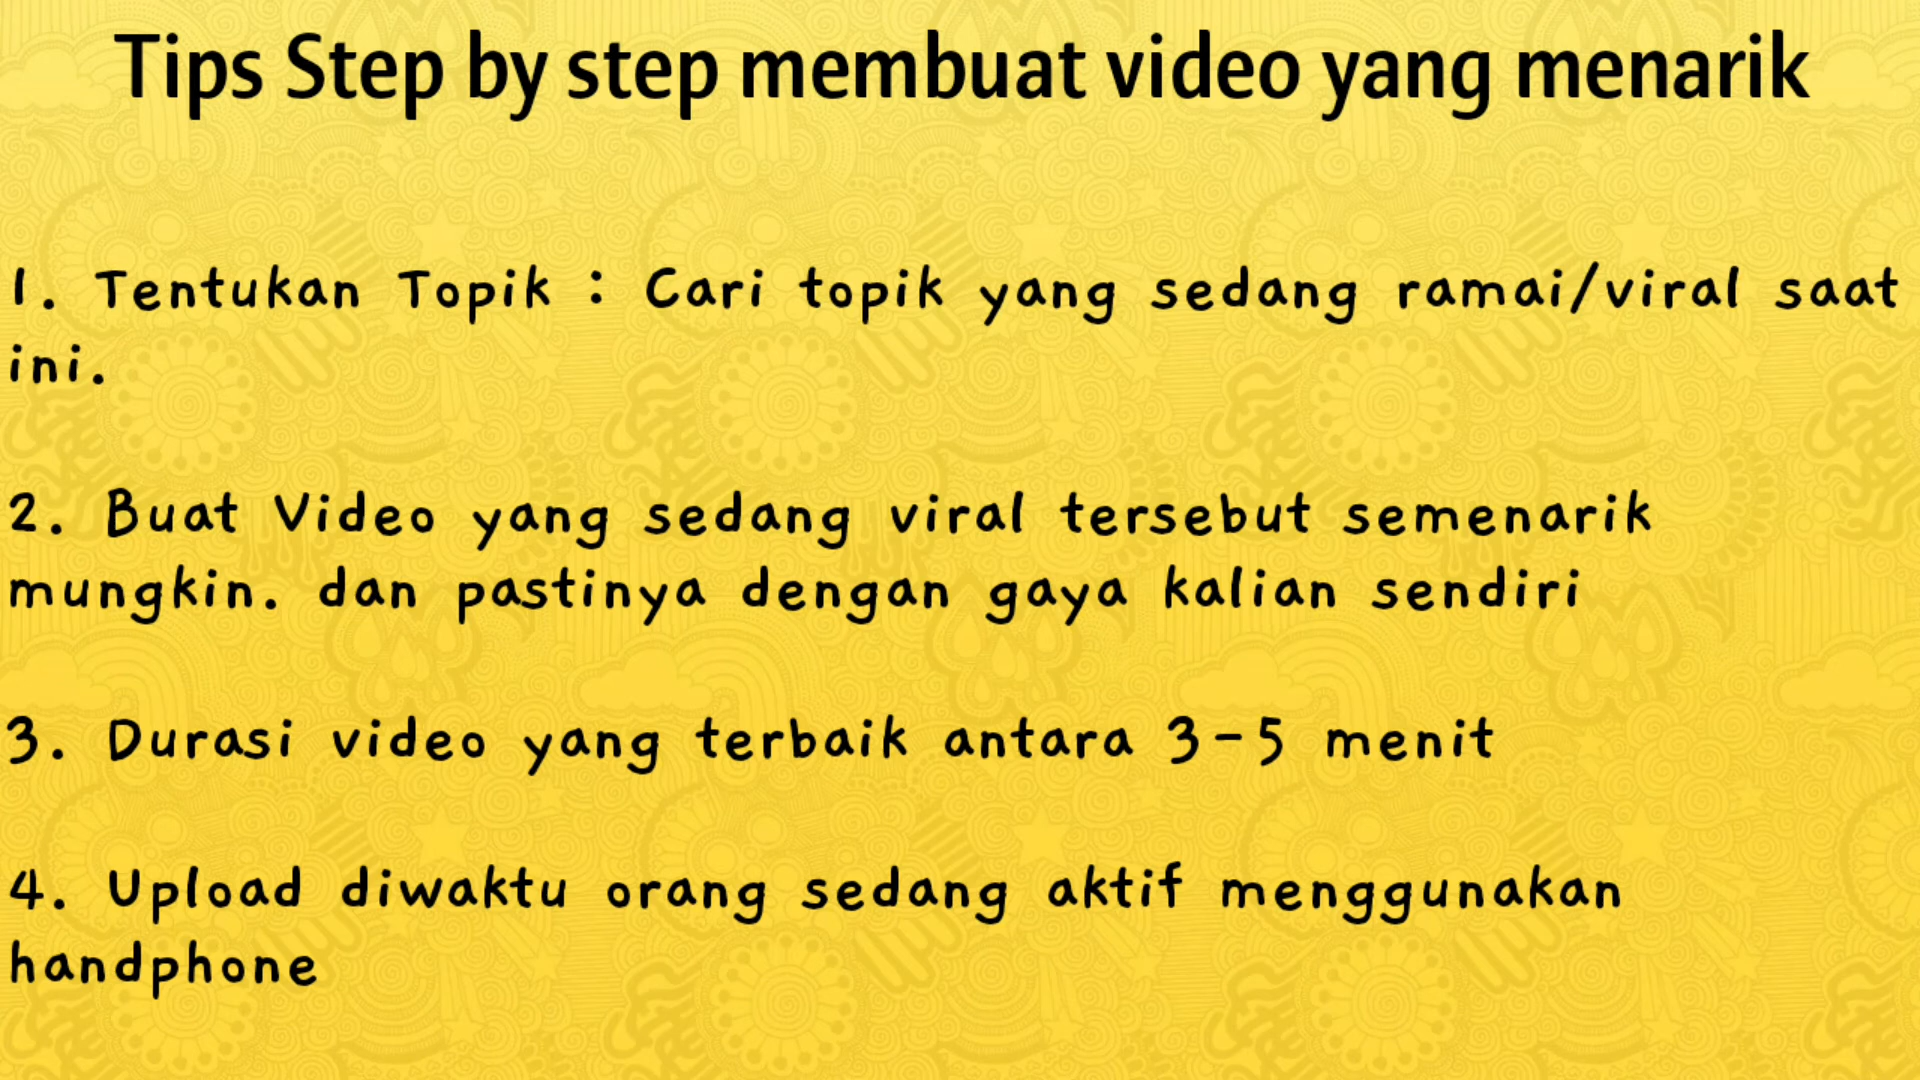 Tips Step by step membuat video yang menarik
1. Tentukan Topik : Cari topik yang sedang ramai/viral saat
ini.
2. Buat Video yang sedang viral tersebut semenarik
mungkin. dan pastinya dengan gaya kalian sendiri
3. Durasi video yang terbaik antara 3-5 menit
4. Upload diwaktu orang sedang aktif menggunakan
handphone